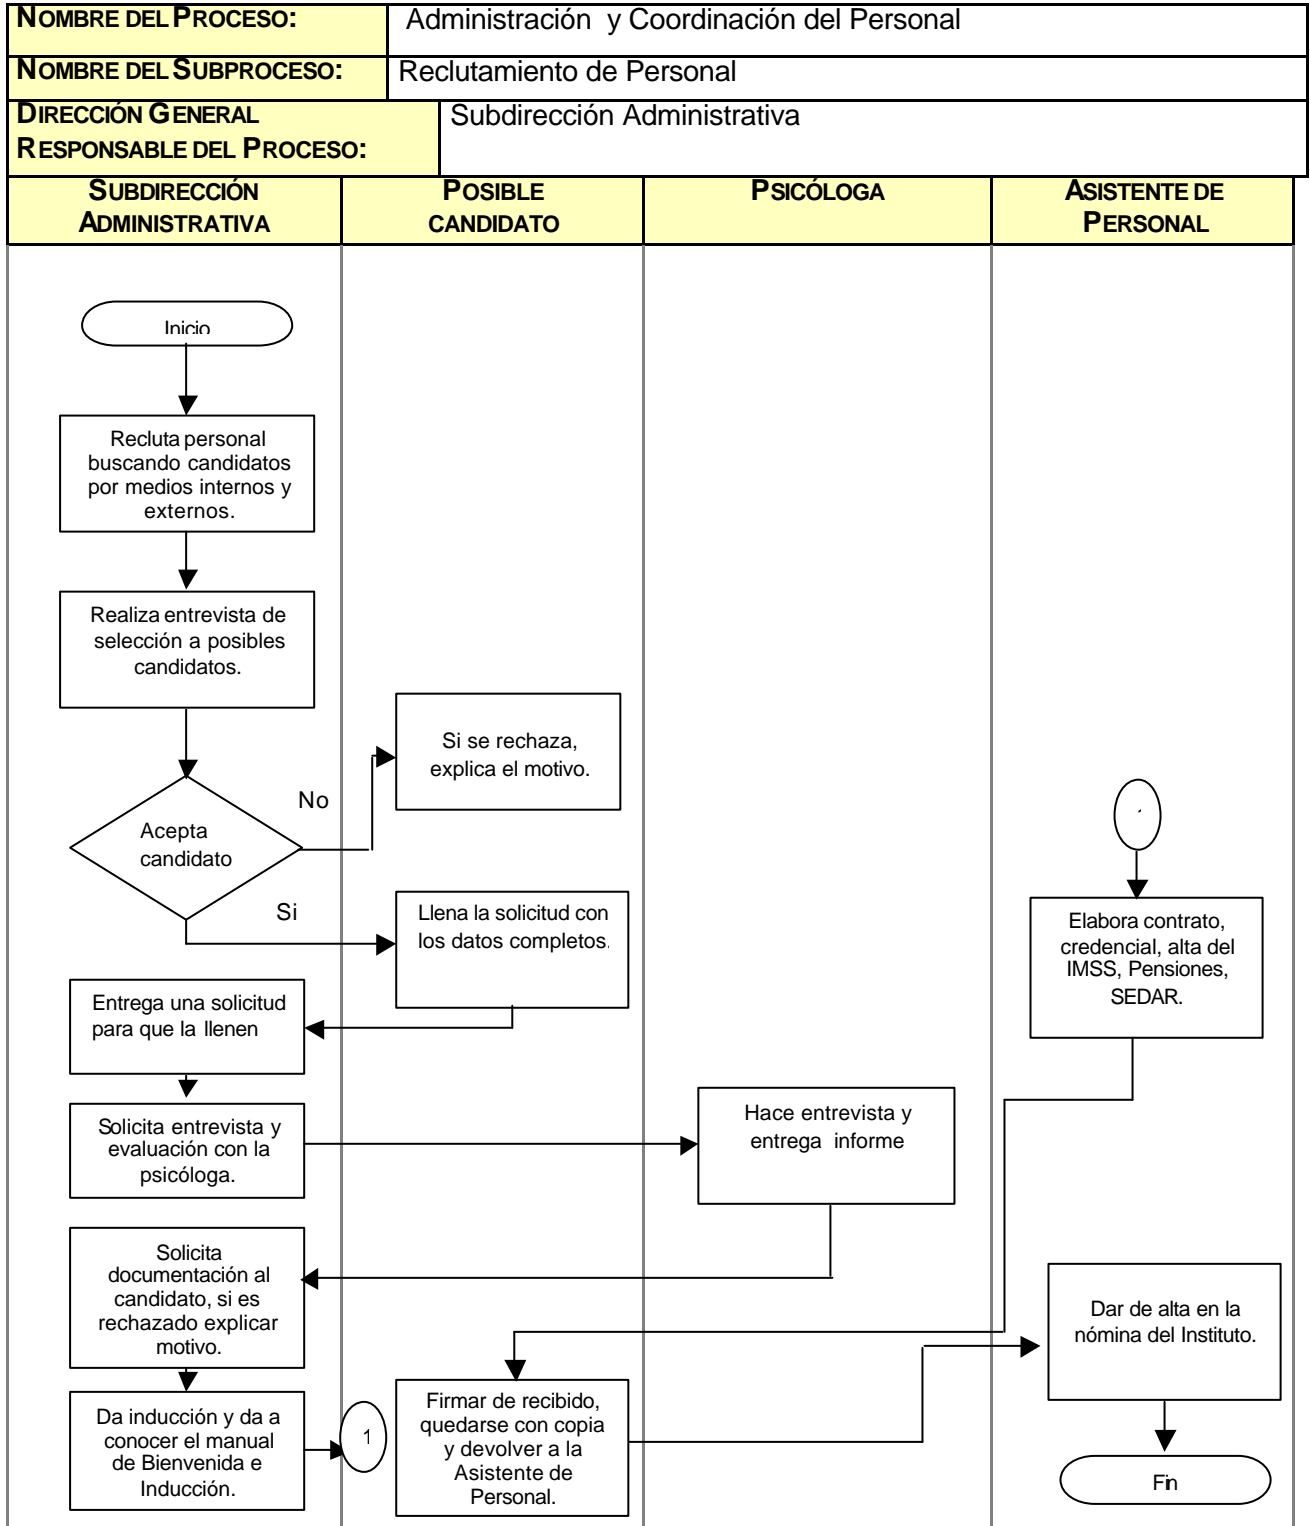 NOMBRE DEL PROCESO: Administración y Coordinación del Personal
NOMBRE DEL SUBPROCESO: Reclutamiento de Personal
DIRECCIÓN GENERAL
RESPONSABLE DEL PROCESO:
Subdirección Administrativa
SUBDIRECCIÓN
ADMINISTRATIVA
POSIBLE
CANDIDATO
PSICÓLOGA
ASISTENTE DE
PERSONAL
Inicio
Recluta personal
buscando candidatos
por medios internos y
externos.
Realiza entrevista de
selección a posibles
candidatos.
Acepta
candidato
No
Si se rechaza,
explica el motivo.
Si
Llena la solicitud con
los datos completos.
Entrega una solicitud
para que la llenen
Solicita entrevista y
evaluación con la
psicóloga.
Hace entrevista y
entrega informe
Solicita
documentación al
candidato, si es
rechazado explicar
motivo.
Da inducción y da a
conocer el manual
de Bienvenida e
Inducción.
1
Elabora contrato,
credencial, alta del
IMSS, Pensiones,
SEDAR.
Firmar de recibido,
quedarse con copia
y devolver a la
Asistente de
Personal.
Dar de alta en la
nómina del Instituto.
Fin